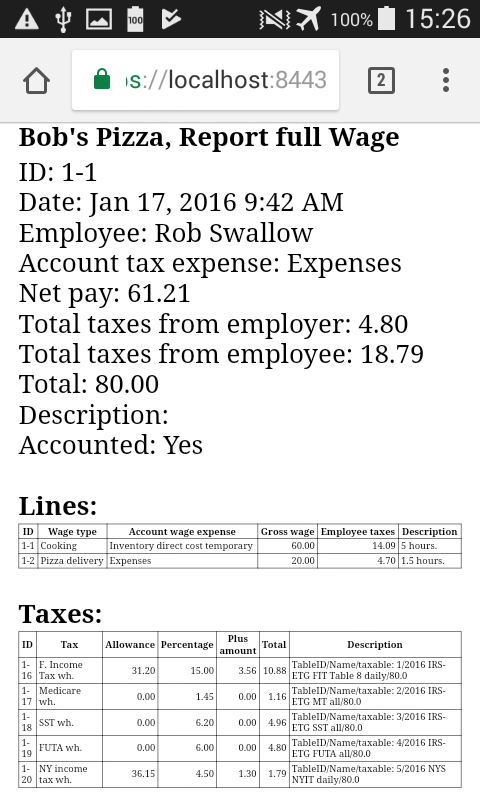 100 100% 15:26
s://localhost:8443 2
Bob's Pizza, Report full Wage
ID: 1-1
Date: Jan 17, 2016 9:42 AM
Employee: Rob Swallow
Account tax expense: Expenses
Net pay: 61.21
Total taxes from employer: 4.80
Total taxes from employee: 18.79
Total: 80.00
Description:
Accounted: Yes
Lines:
ID Wage type Account wage expense Gross wage Employee taxes Description
1-1 Cooking Inventory direct cost temporary 60.00 14.09 5 hours.
1-2 Pizza delivery Expenses 20.00 4.70 1.5 hours.
Taxes:
ID Tax Allowance Percentage Plus amount Total Description
1-16 F. Income Tax wh. 31.20 15.00 3.56 10.88 TableID/Name/taxable: 1/2016 IRS-ETG FIT Table 8 daily/80.0
1-17 Medicare wh. 0.00 1.45 0.00 1.16 TableID/Name/taxable: 2/2016 IRS-ETG MT all/80.0
1-18 SST wh. 0.00 6.20 0.00 4.96 TableID/Name/taxable: 3/2016 IRS-ETG SST all/80.0
1-19 FUTA wh. 0.00 6.00 0.00 4.80 TableID/Name/taxable: 4/2016 IRS-ETG FUTA all/80.0
1-20 NY income tax wh. 36.15 4.50 1.30 1.79 TableID/Name/taxable: 5/2016 NYS NYIT daily/80.0